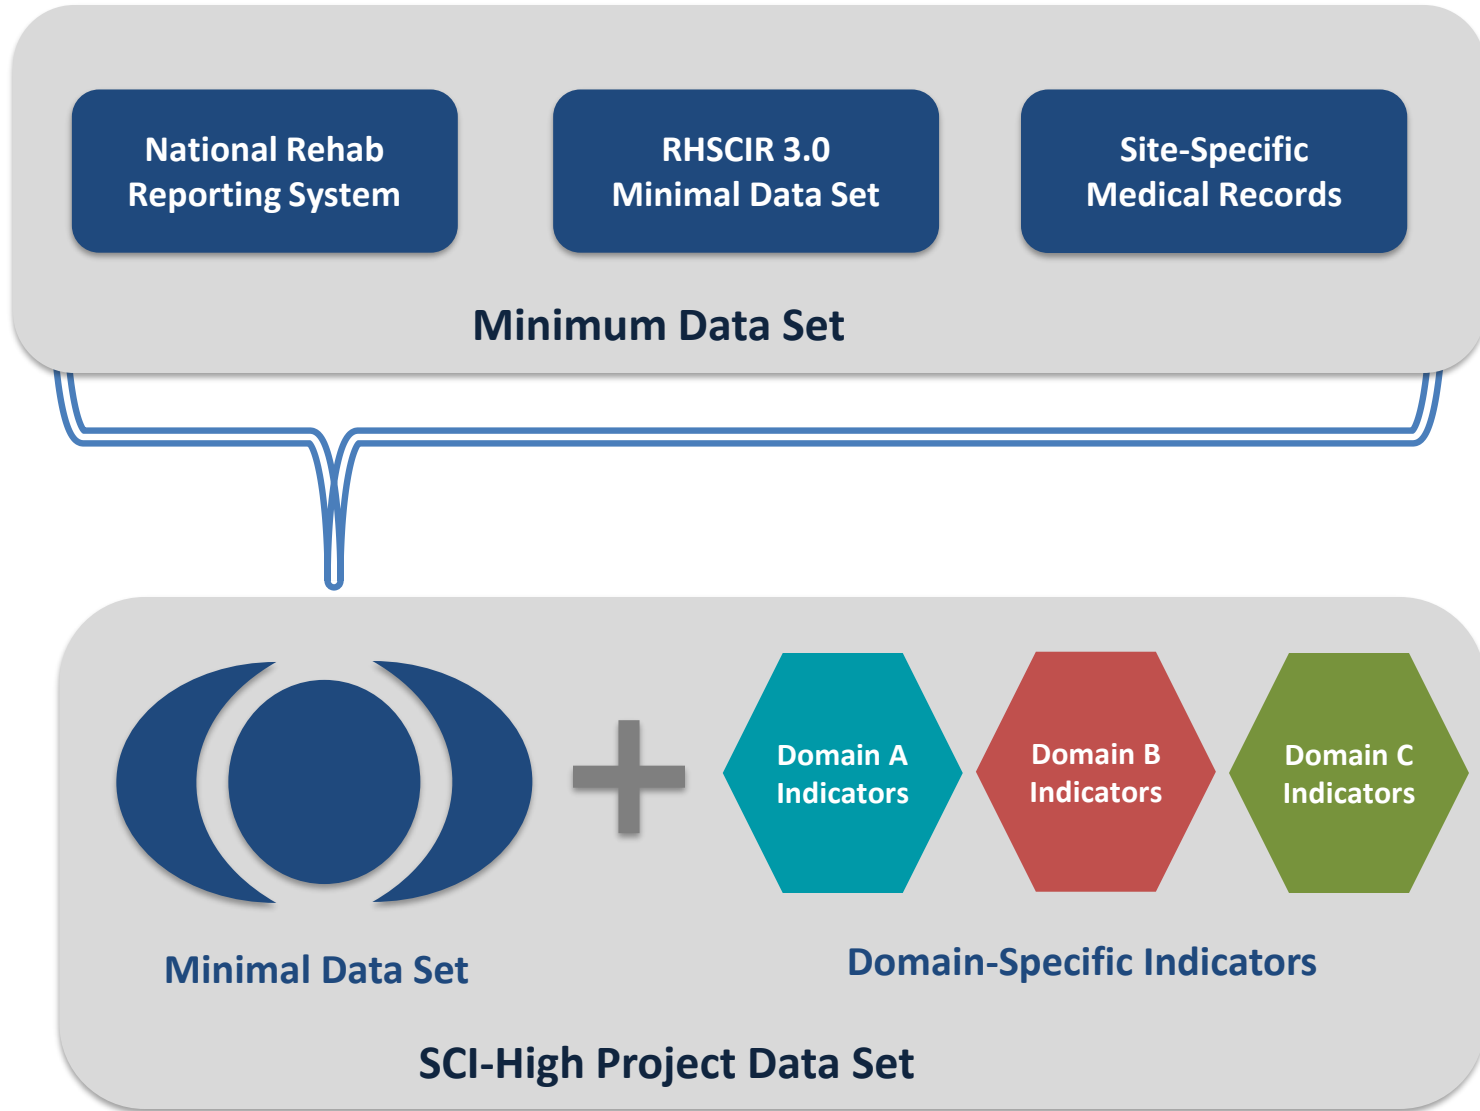 National Rehab
Reporting System
RHSCIR 3.0
Minimal Data Set
Site-Specific
Medical Records
Minimum Data Set
Domain A
Indicators
Domain B
Indicators
Domain C
Indicators
Minimal Data Set
Domain-Specific Indicators
SCI-High Project Data Set